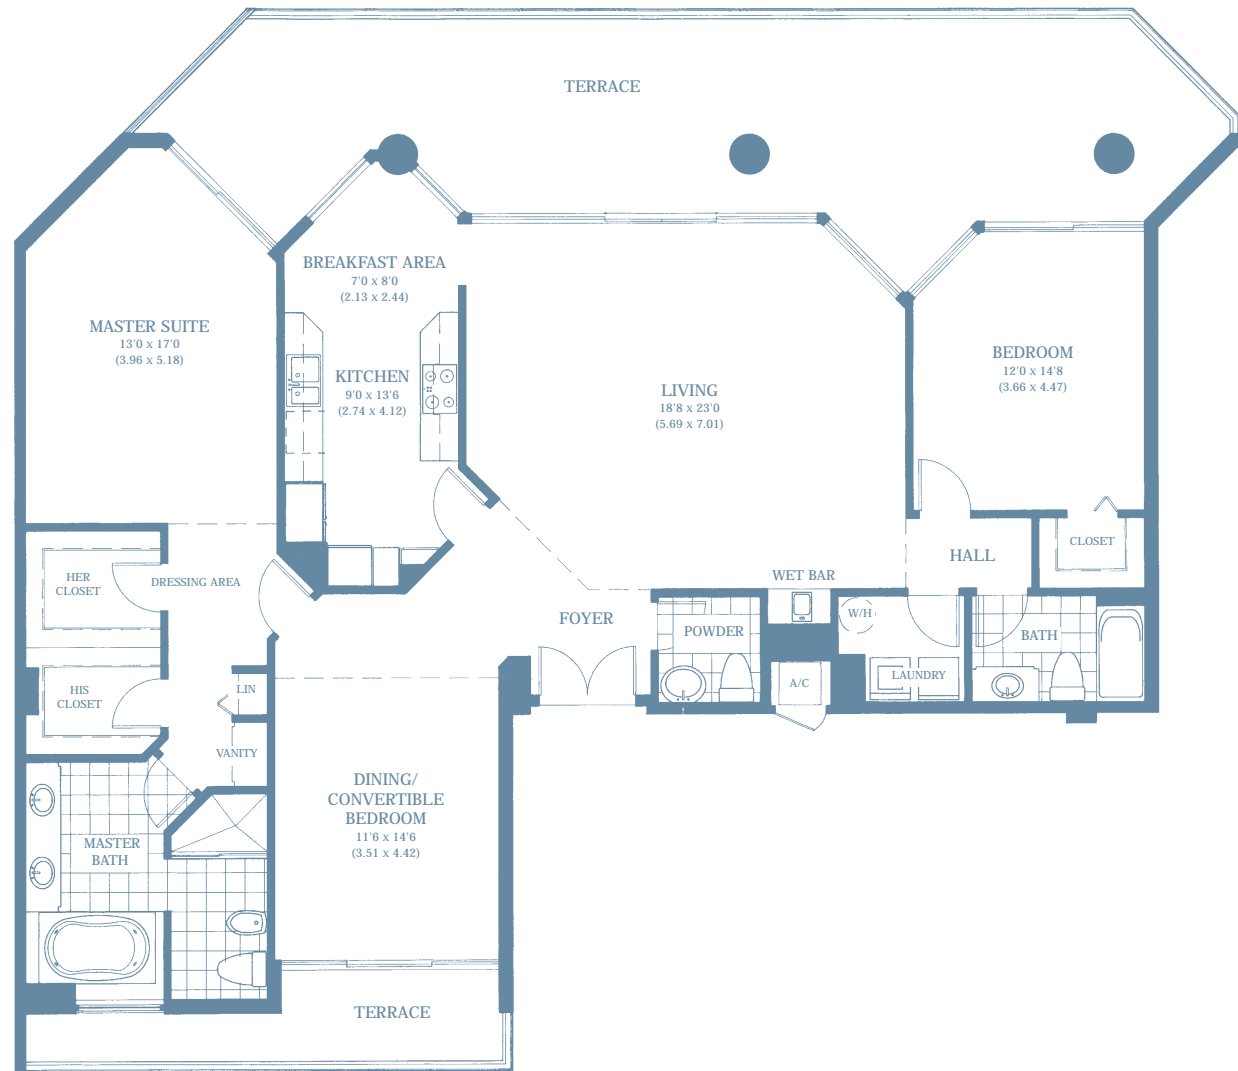 TERRACE
BREAKFAST AREA
7'0 x 8'0
(2.13 x 2.44)
MASTER SUITE
13'0 x 17'0
(3.96 x 5.18)
KITCHEN
9'0 x 13'6
(2.74 x 4.12)
LIVING
18'8 x 23'0
(5.69 x 7.01)
BEDROOM
12'0 x 14'8
(3.66 x 4.47)
HER
CLOSET
DRESSING AREA
WET BAR
HALL
CLOSET
FOYER
POWDER
W/H
BATH
HIS
CLOSET
LIN
A/C
LAUNDRY
VANITY
DINING/
CONVERTIBLE
BEDROOM
11'6 x 14'6
(3.51 x 4.42)
MASTER
BATH
TERRACE